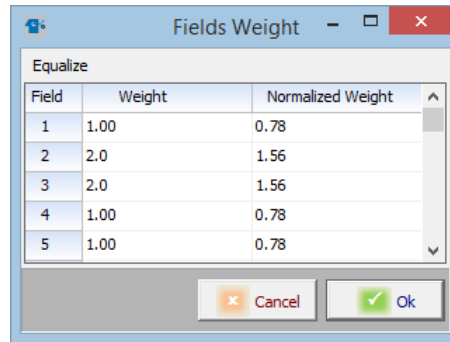 Fields Weight
Equalize
Field Weight Normalized Weight
1 1.00 0.78
2 2.0 1.56
3 2.0 1.56
4 1.00 0.78
5 1.00 0.78
Cancel Ok